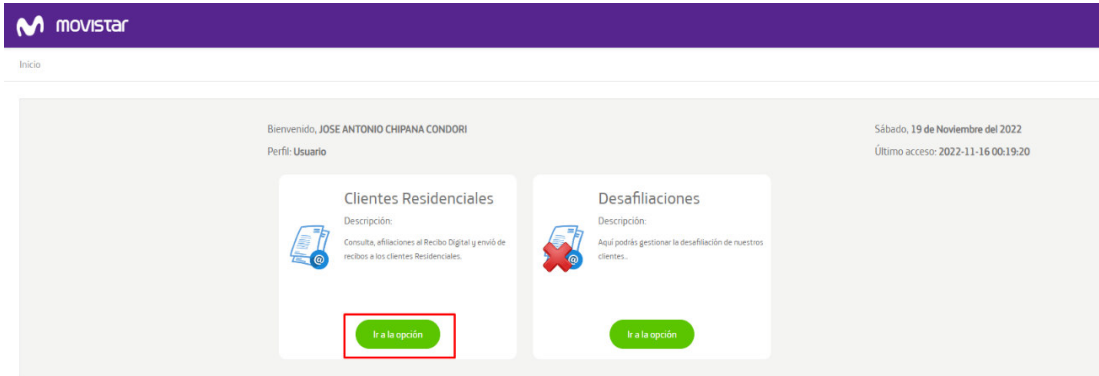 movistar
Inicio
Bienvenido, JOSE ANTONIO CHIPANA CONDORI
Sábado, 19 de Noviembre del 2022
Perfil: Usuario
Último acceso: 2022-11-16 00:19:20
Clientes Residenciales
Descripción:
Consulta, afiliaciones al Recibo Digital y envió de
recibos a los clientes Residenciales.
Ir a la opción
Desafiliaciones
Descripción:
Aquí podrás gestionar la desafiliación de nuestros
clientes..
Ir a la opción